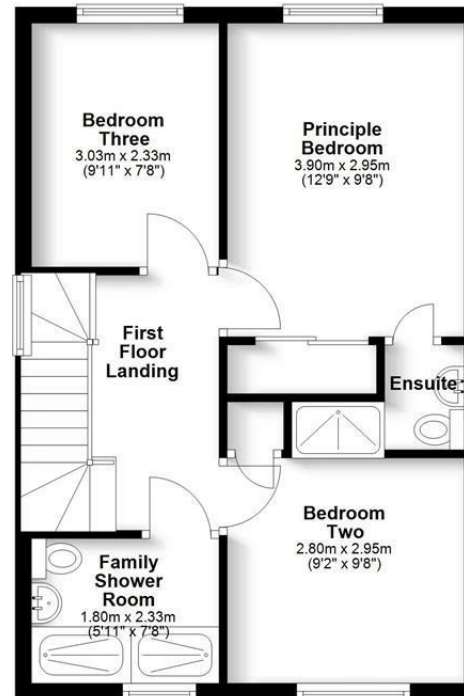 Bedroom
Three
3.03m x 2.33m
(9'11" x 7'8")
Principle
Bedroom
3.90m x 2.95m
(12'9" x 9'8")
First
Floor
Landing
Ensuite
Bedroom
Two
2.80m x 2.95m
(9'2" x 9'8")
Family
Shower
Room
1.80m x 2.33m
(5'11" x 7'8")